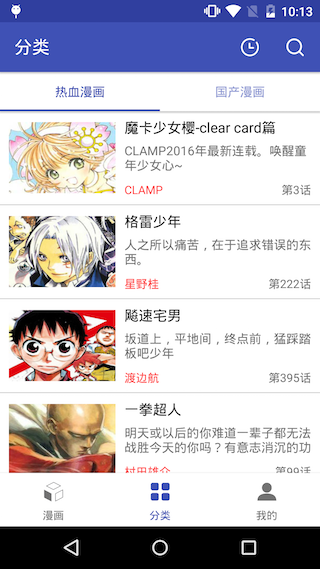 10:13
分类
热血漫画
国产漫画
魔卡少女樱-clear card篇
CLAMP2016年最新连载。唤醒童
年少女心~
CLAMP
第3话
格雷少年
人之所以痛苦，在于追求错误的东
西。
星野桂
第222话
飚速宅男
坂道上，平地间，终点前，猛踩踏
板吧少年
渡边航
第395话
一拳超人
明天或以后的你难道一辈子都无法
战胜今天的你吗？有意志消沉的功
村田雄介
第99话
漫画
分类
我的